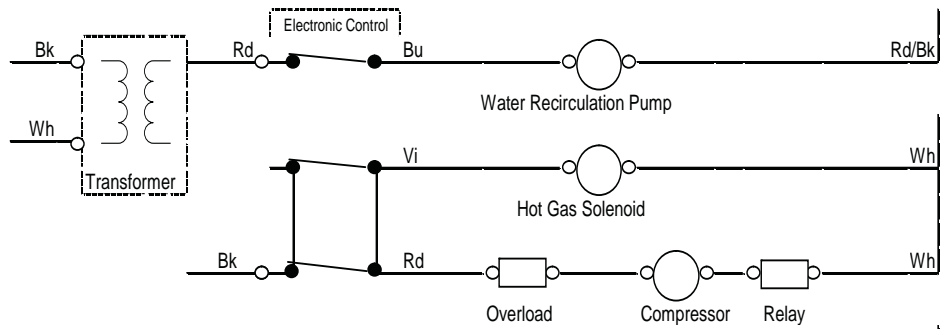 Electronic Control
Bk Rd Bu Rd/Bk
Water Recirculation Pump
Wh
Vi Wh
Transformer
Hot Gas Solenoid
Bk Rd Wh
Overload Compressor Relay